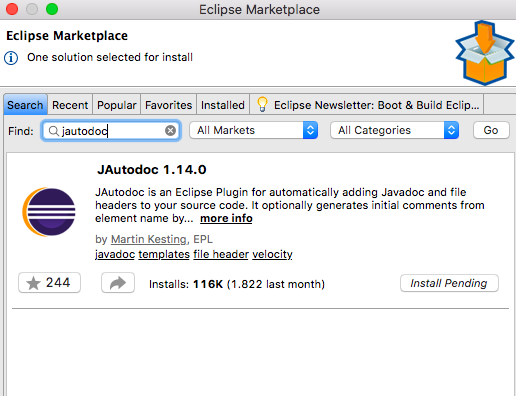 Eclipse Marketplace
Eclipse Marketplace
One solution selected for install
Search Recent Popular Favorites Installed Eclipse Newsletter: Boot & Build Eclip...
Find: jautodoc All Markets All Categories Go
JAutodoc 1.14.0
JAutodoc is an Eclipse Plugin for automatically adding Javadoc and file
headers to your source code. It optionally generates initial comments from
element name by... more info
by Martin Kesting, EPL
javadoc templates file header velocity
244 Installs: 116K (1.822 last month) Install Pending